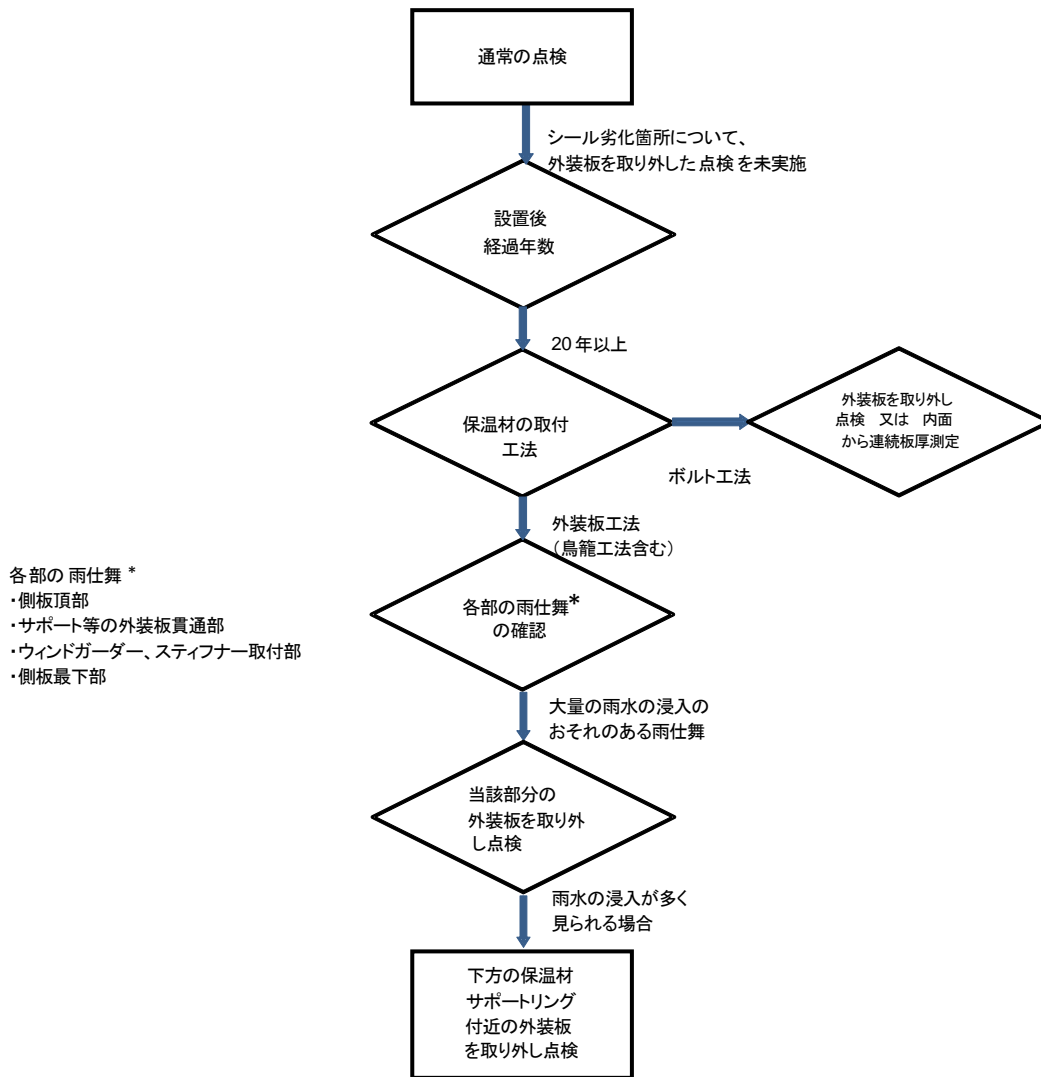 通常の点検
シール劣化箇所について、
外装板を取り外した点検を未実施
設置後
経過年数
20年以上
保温材の取付
工法
外装板を取り外し
点検 又は 内面
から連続板厚測定
ボルト工法
外装板工法
(鳥籠工法含む)
各部の雨仕舞*
・側板頂部
・サポート等の外装板貫通部
・ウィンドガーダー、スティフナー取付部
・側板最下部
各部の雨仕舞*
の確認
大量の雨水の浸入の
おそれのある雨仕舞
当該部分の
外装板を取り外
し点検
雨水の浸入が多く
見られる場合
下方の保温材
サポートリング
付近の外装板
を取り外し点検